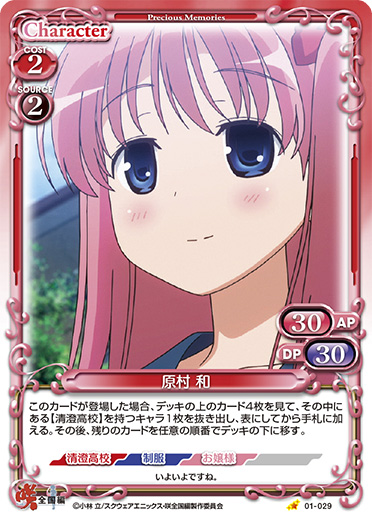 Precious Memories
Character
COST
2
SOURCE
2
30 AP
DP 30
原村 和
このカードが登場した場合、デッキの上のカード4枚を見て、その中に
ある【清澄高校】を持つキャラ1枚を抜き出し、表にしてから手札に加
える。その後、残りのカードを任意の順番でデッキの下に移す。
清澄高校 制服 お嬢様
いよいよですね。
咲 全国編
©小林 立/スクウェアエニックス・咲全国編製作委員会
01-029